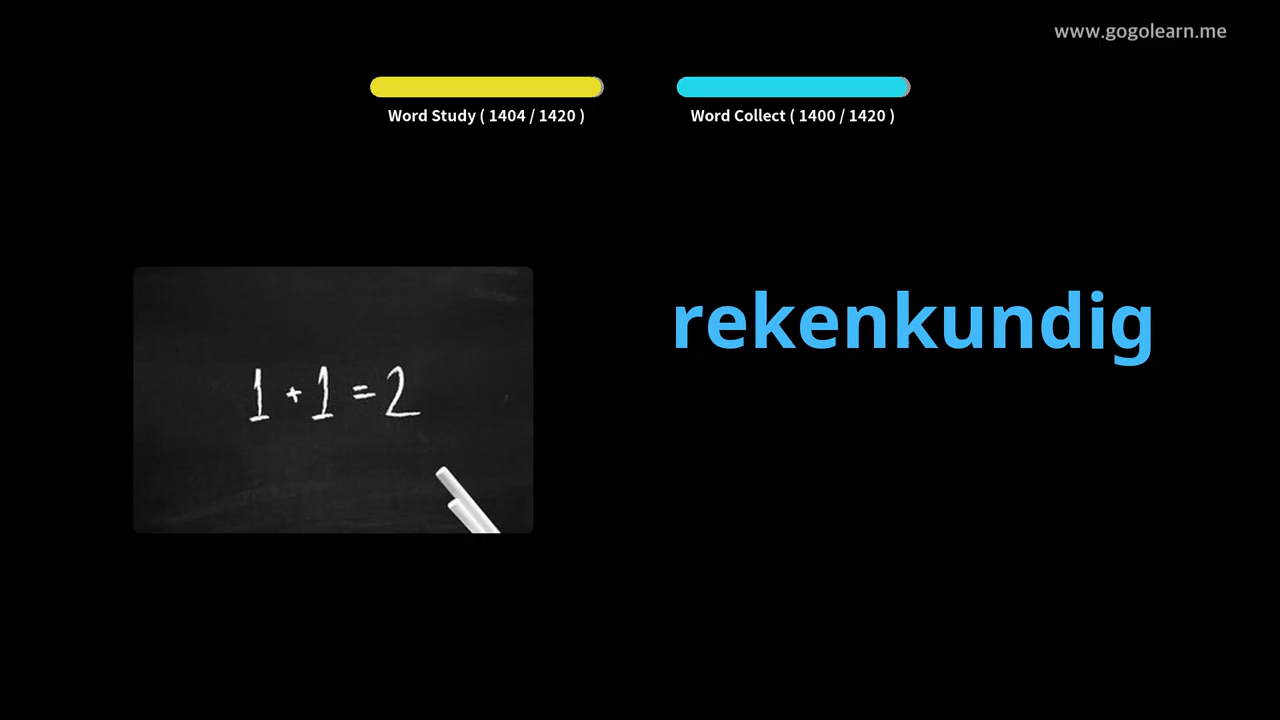 www.gogolearn.me
Word Study ( 1404 / 1420 )
Word Collect ( 1400 / 1420 )
rekenkundig
1 + 1 = 2